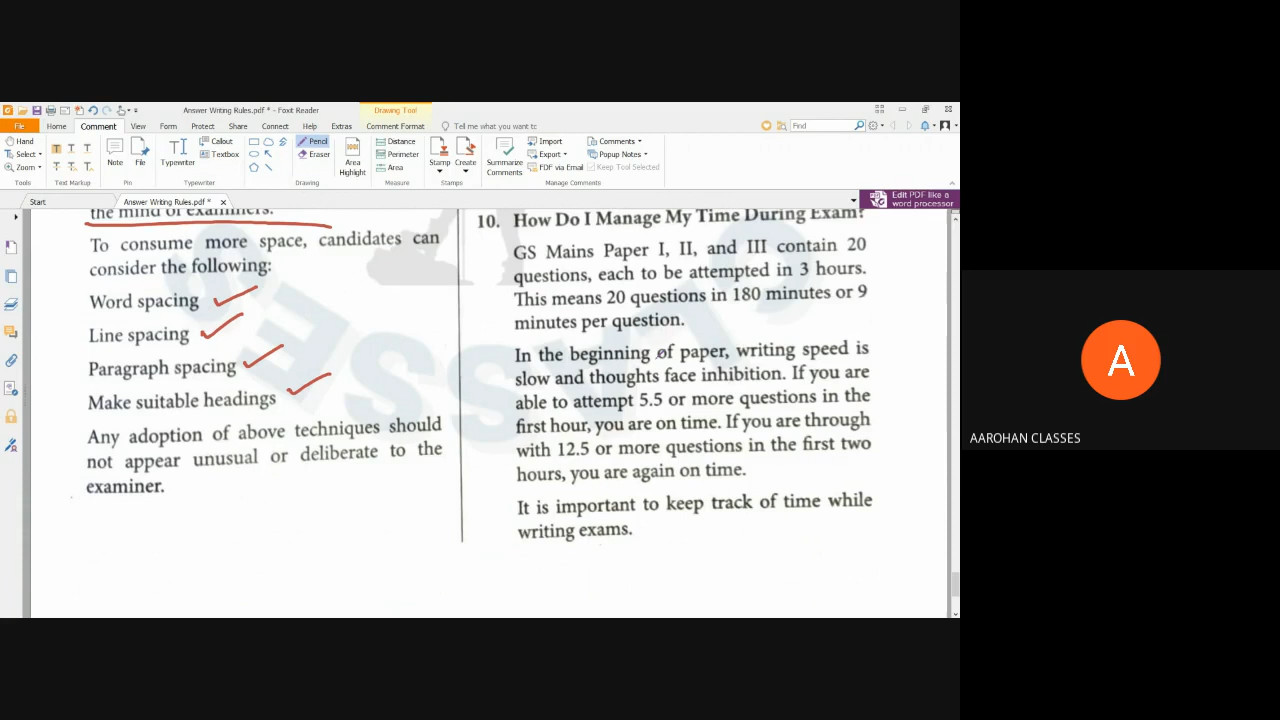 Answer Writing Rules.pdf * - Foxit Reader
Drawing Tool
File Home Comment View Form Protect Share Connect Help Extras Comment Format Tell me what you want tc
Find
Hand
Select
Zoom
Tools
Text Markup
Note
File
Pin
Typewriter
Callout
Textbox
Typewriter
Pencil
Eraser
Drawing
Area Highlight
Distance
Perimeter
Area
Measure
Stamp
Create
Stamps
Summarize Comments
Import
Export
FDF via Email
Comments
Popup Notes
Keep Tool Selected
Manage Comments
Start
Answer Writing Rules.pdf *
Edit PDF like a word processor
the mind of examiners.
To consume more space, candidates can
consider the following:
Word spacing
Line spacing
Paragraph spacing
Make suitable headings
Any adoption of above techniques should
not appear unusual or deliberate to the
examiner.
10. How Do I Manage My Time During Exam?
GS Mains Paper I, II, and III contain 20
questions, each to be attempted in 3 hours.
This means 20 questions in 180 minutes or 9
minutes per question.
In the beginning of paper, writing speed is
slow and thoughts face inhibition. If you are
able to attempt 5.5 or more questions in the
first hour, you are on time. If you are through
with 12.5 or more questions in the first two
hours, you are again on time.
It is important to keep track of time while
writing exams.
CLASSES
A
AAROHAN CLASSES